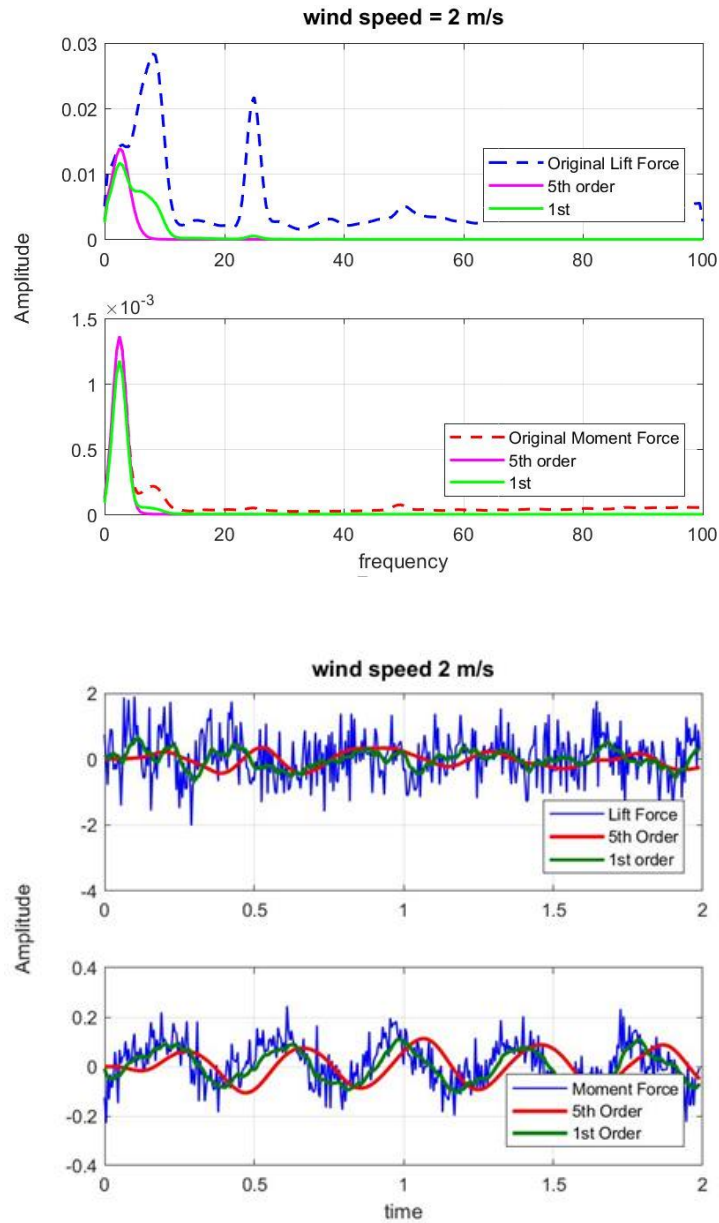 wind speed = 2 m/s
0.03
0.02
0.01
0
Original Lift Force
5th order
1st
0 20 40 60 80 100
Amplitude
×10-3
1.5
1
0.5
0
Original Moment Force
5th order
1st
0 20 40 60 80 100
frequency
wind speed 2 m/s
2
0
-2
-4
Lift Force
5th Order
1st order
0 0.5 1 1.5 2
Amplitude
0.4
0.2
0
-0.2
-0.4
Moment Force
5th Order
1st Order
0 0.5 1 1.5 2
time